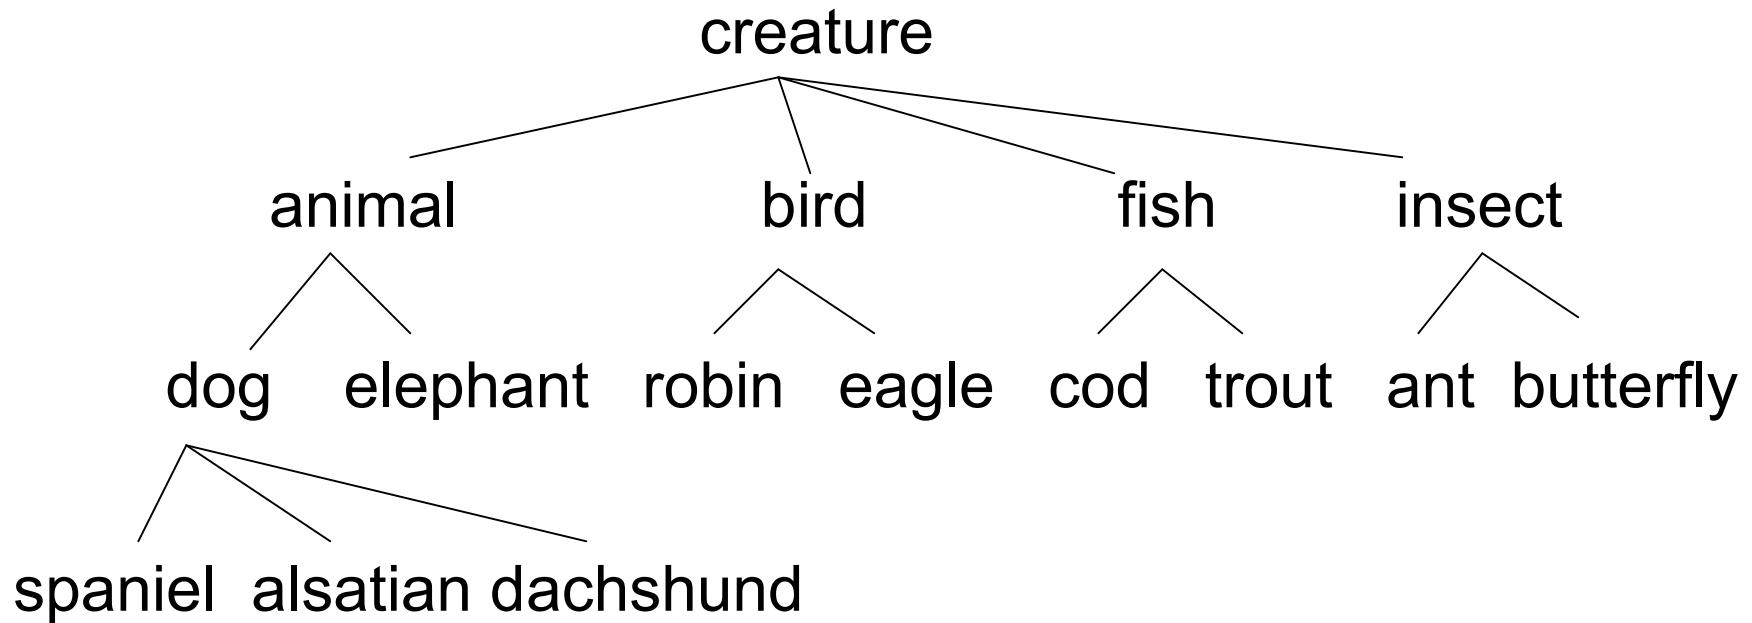 creature
animal bird fish insect
dog elephant robin eagle cod trout ant butterfly
spaniel alsatian dachshund